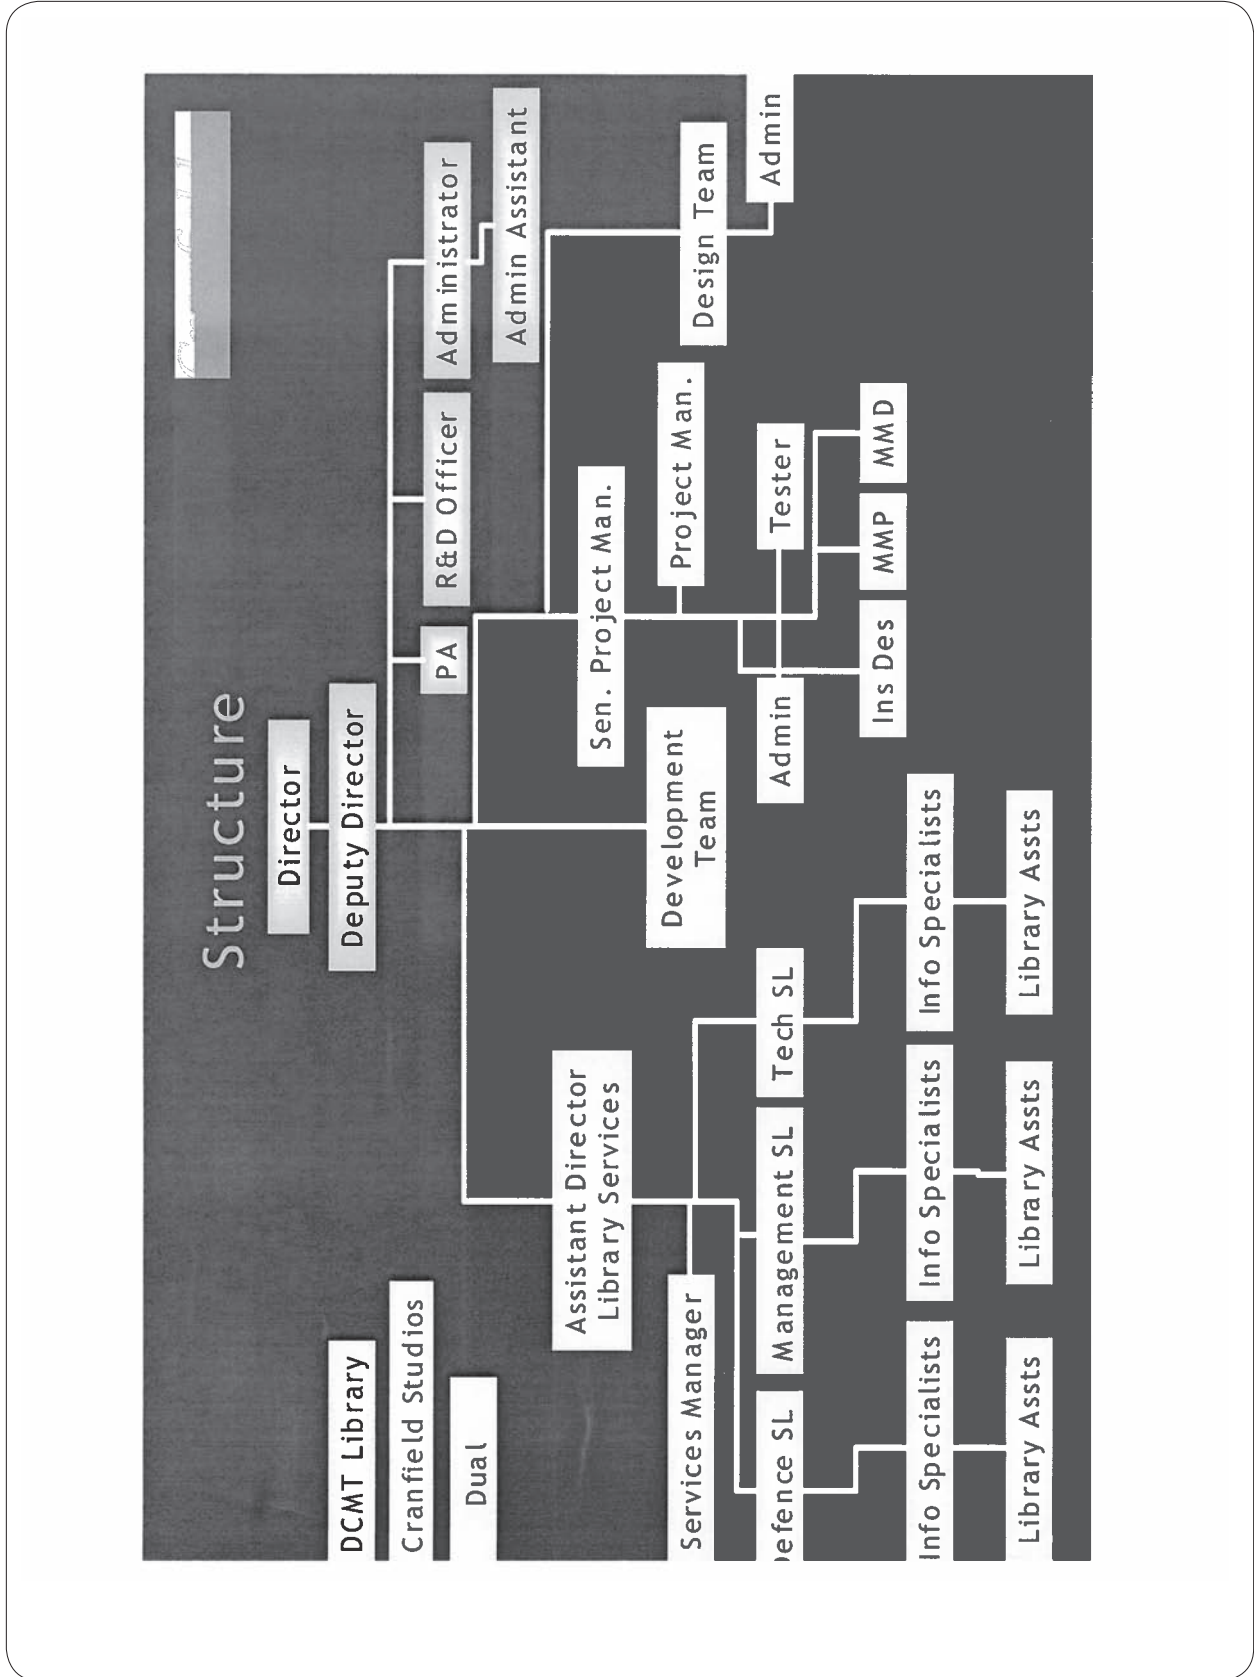 Structure
Director
Deputy Director
DCMT Library
Cranfield Studios
Dual
PA
R&D Officer
Administrator
Admin Assistant
Assistant Director
Library Services
Sen. Project Man.
Development
Team
Project Man.
Design Team
Services Manager
Admin
efence SL
Management SL
Tech SL
Admin
Tester
Ins Des
MMP
MMD
Info Specialists
Info Specialists
Info Specialists
Library Assts
Library Assts
Library Assts